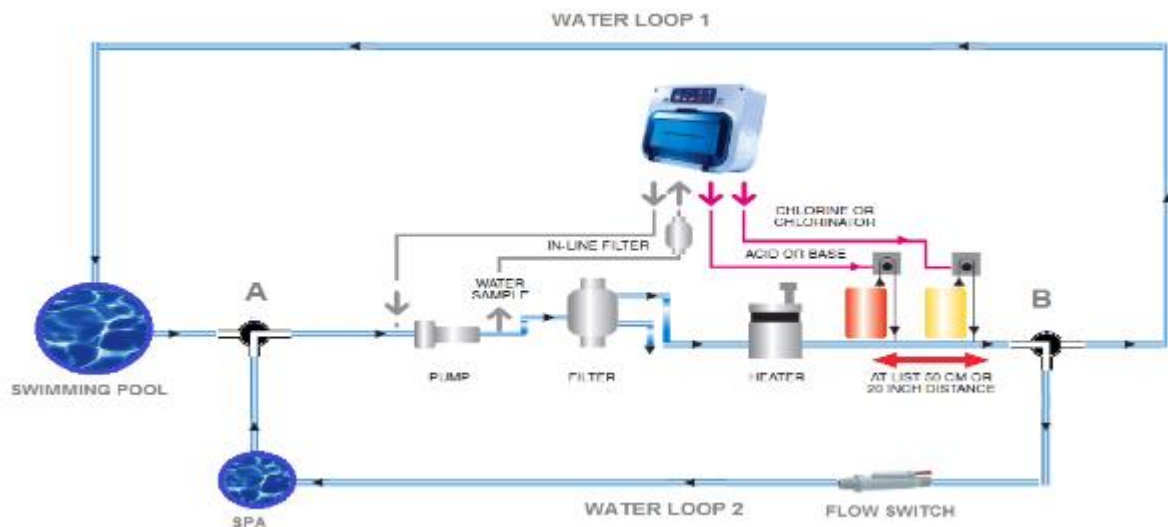 WATER LOOP 1
CHLORINE OR
CHLORINATOR
IN-LINE FILTER
ACID OR BASE
A
WATER
SAMPLE
B
SWIMMING POOL
PUMP
FILTER
HEATER
AT LIST 50 CM OR
20 INCH DISTANCE
SPA
WATER LOOP 2
FLOW SWITCH